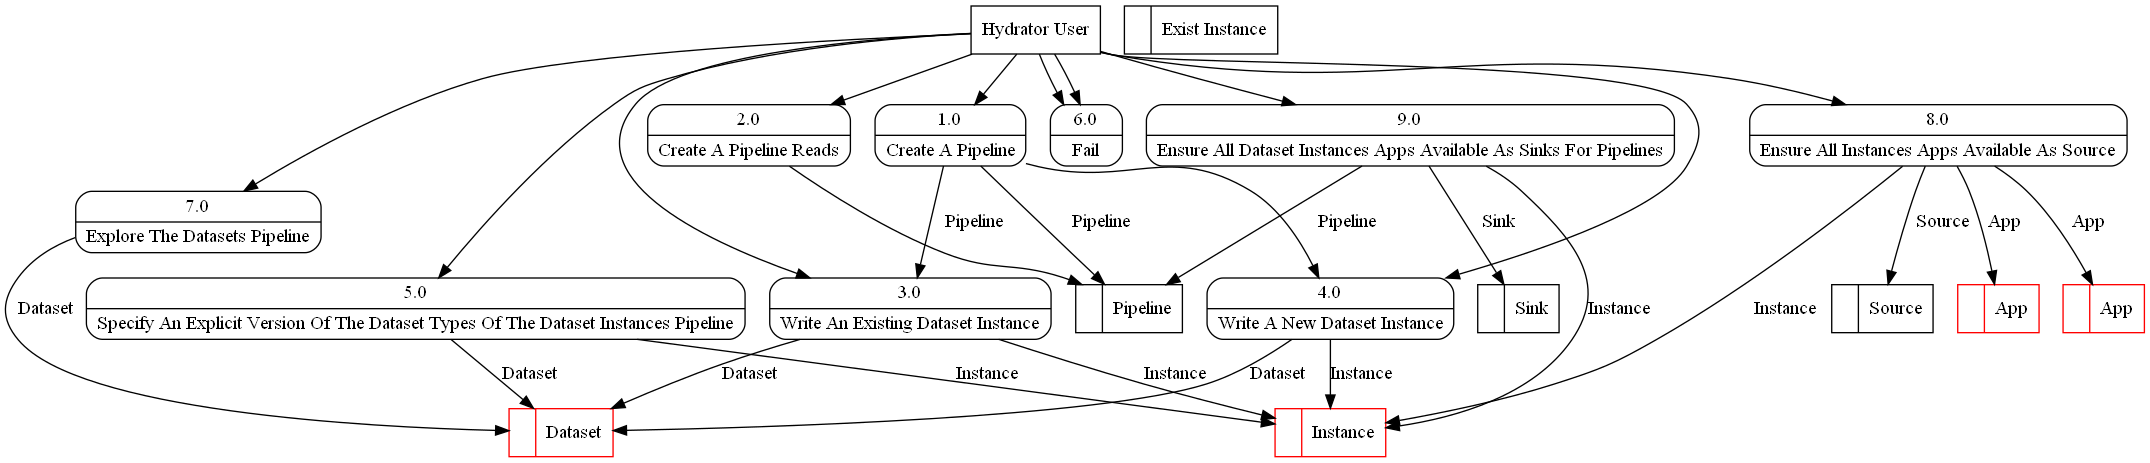 Hydrator User
Exist Instance
2.0
Create A Pipeline Reads
1.0
Create A Pipeline
6.0
Fail
9.0
Ensure All Dataset Instances Apps Available As Sinks For Pipelines
8.0
Ensure All Instances Apps Available As Source
7.0
Explore The Datasets Pipeline
Pipeline
Pipeline
Pipeline
Sink
Source
App
App
Dataset
5.0
Specify An Explicit Version Of The Dataset Types Of The Dataset Instances Pipeline
3.0
Write An Existing Dataset Instance
Pipeline
4.0
Write A New Dataset Instance
Sink
Instance
Instance
Source
App
App
Dataset
Instance
Dataset
Instance
Dataset
Instance
Dataset
Instance